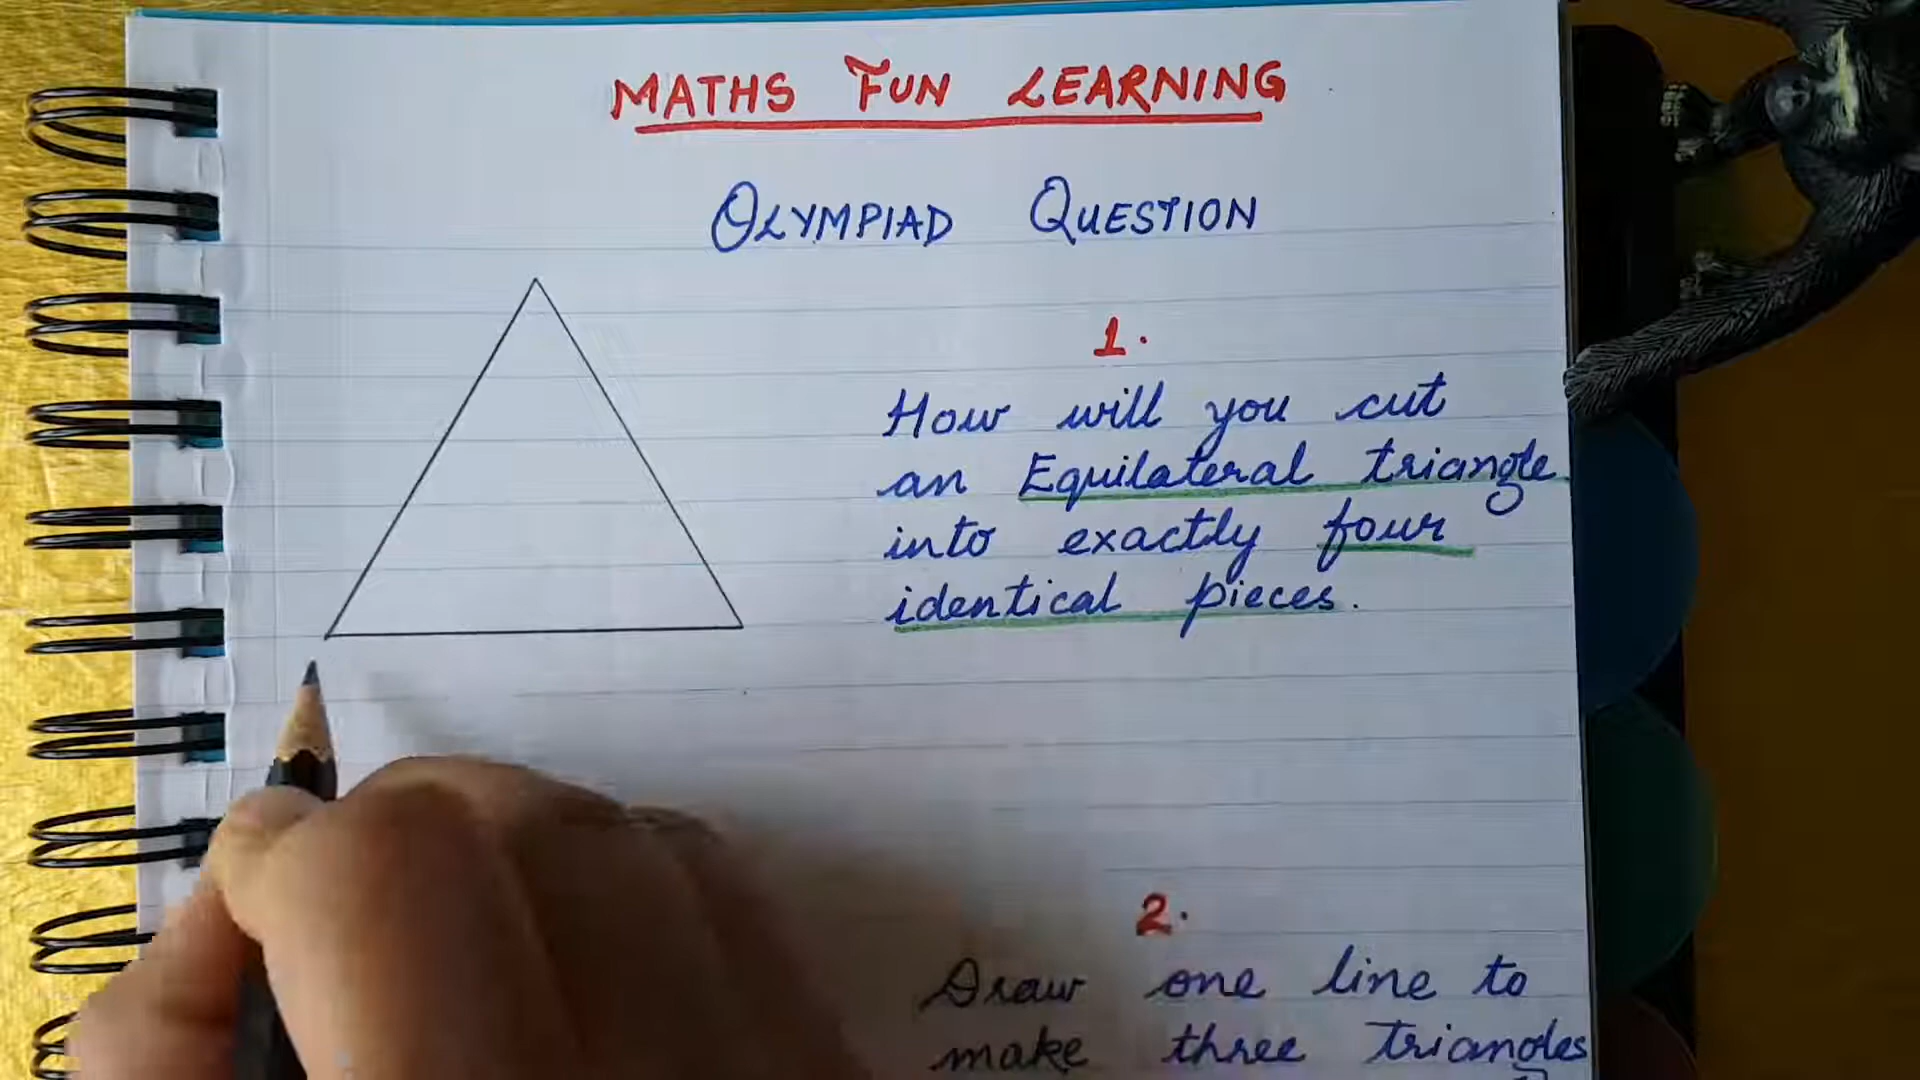 MATHS FUN LEARNING
OLYMPIAD QUESTION
1.
How will you cut
an Equilateral triangle
into exactly four
identical pieces.
2.
Draw one line to
make three triangles